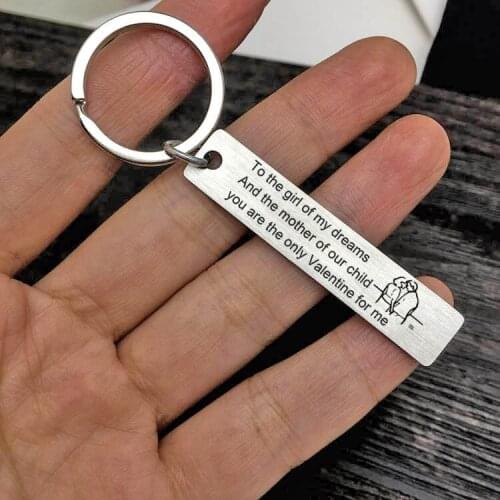 To the girl of my dreams
And the mother of our child
you are the only Valentine for me